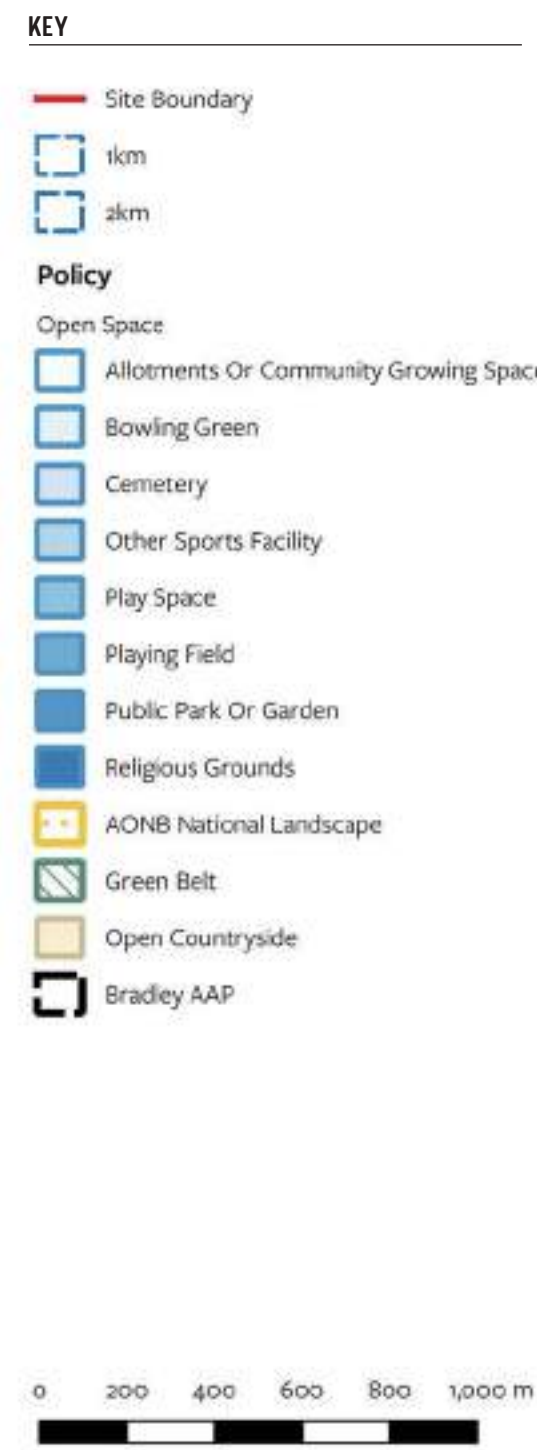 KEY
Site Boundary
1km
2km
Policy
Open Space
Allotments Or Community Growing Space
Bowling Green
Cemetery
Other Sports Facility
Play Space
Playing Field
Public Park Or Garden
Religious Grounds
AONB National Landscape
Green Belt
Open Countryside
Bradley AAP
0 200 400 600 800 1,000 m